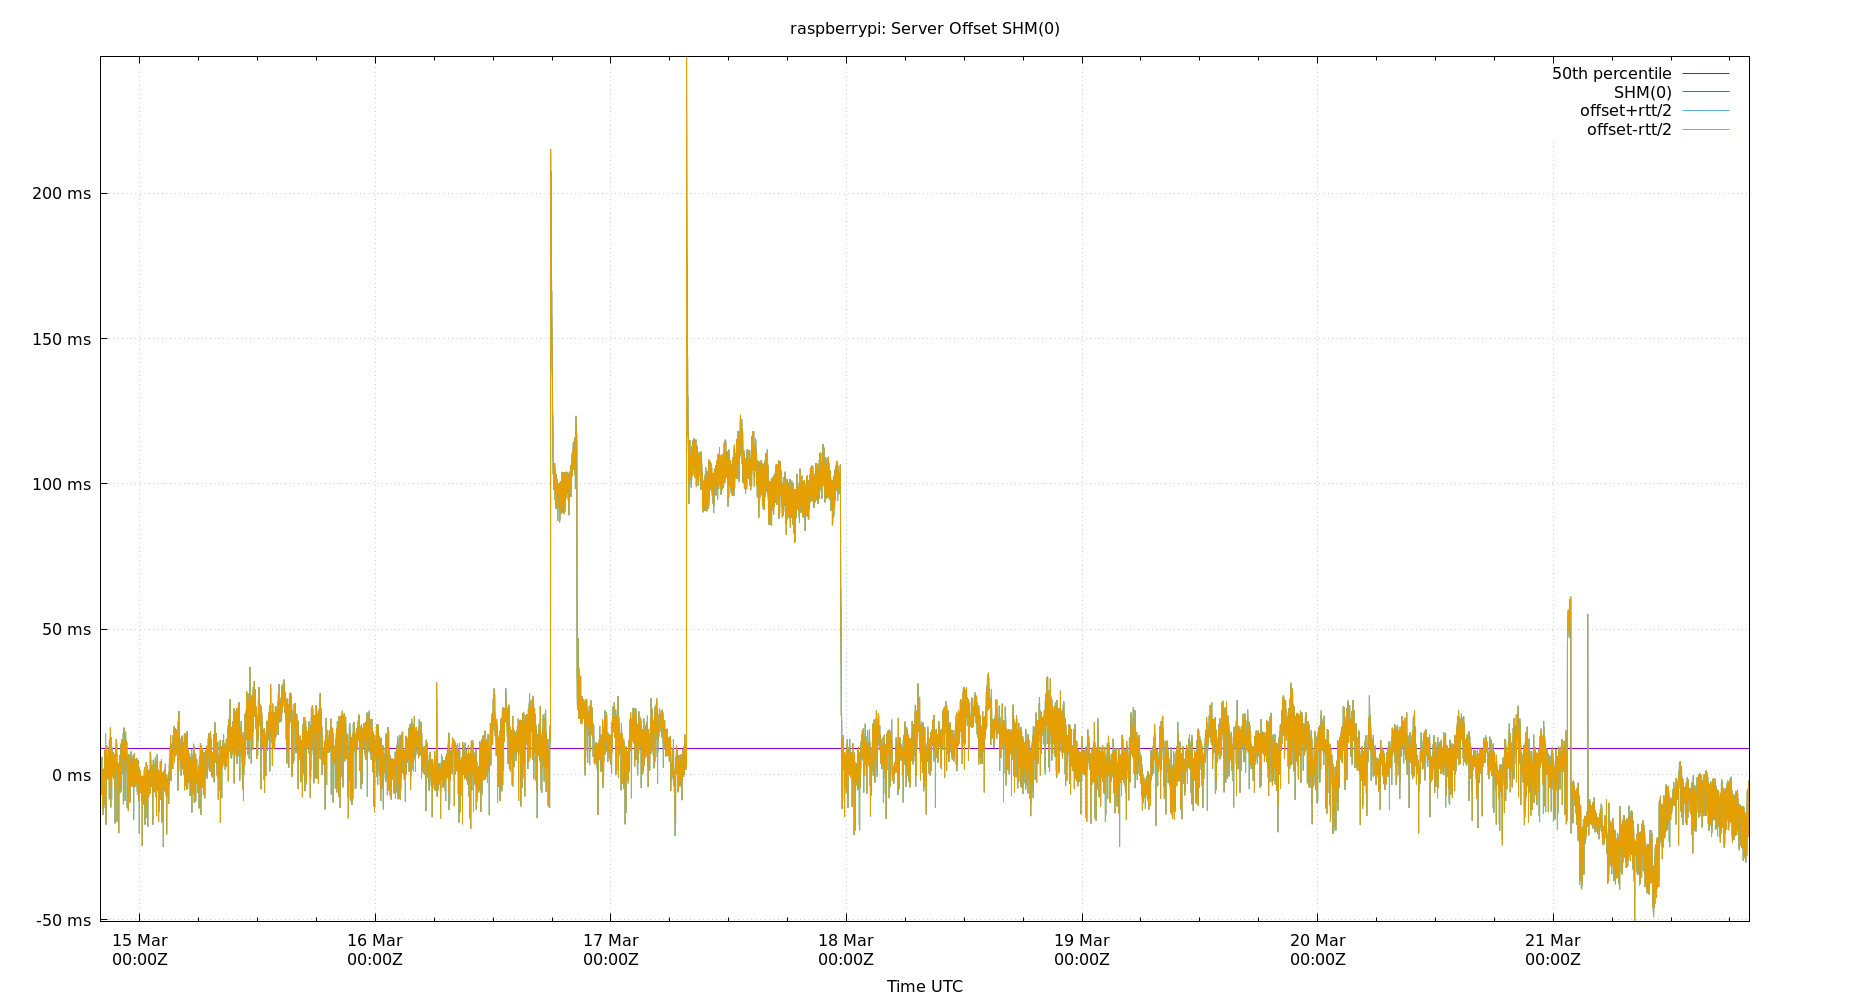 raspberrypi: Server Offset SHM(0)
50th percentile
SHM(0)
offset+rtt/2
offset-rtt/2
200 ms
150 ms
100 ms
50 ms
0 ms
-50 ms
15 Mar 16 Mar 17 Mar 18 Mar 19 Mar 20 Mar 21 Mar
00:00Z 00:00Z 00:00Z 00:00Z 00:00Z 00:00Z 00:00Z
Time UTC